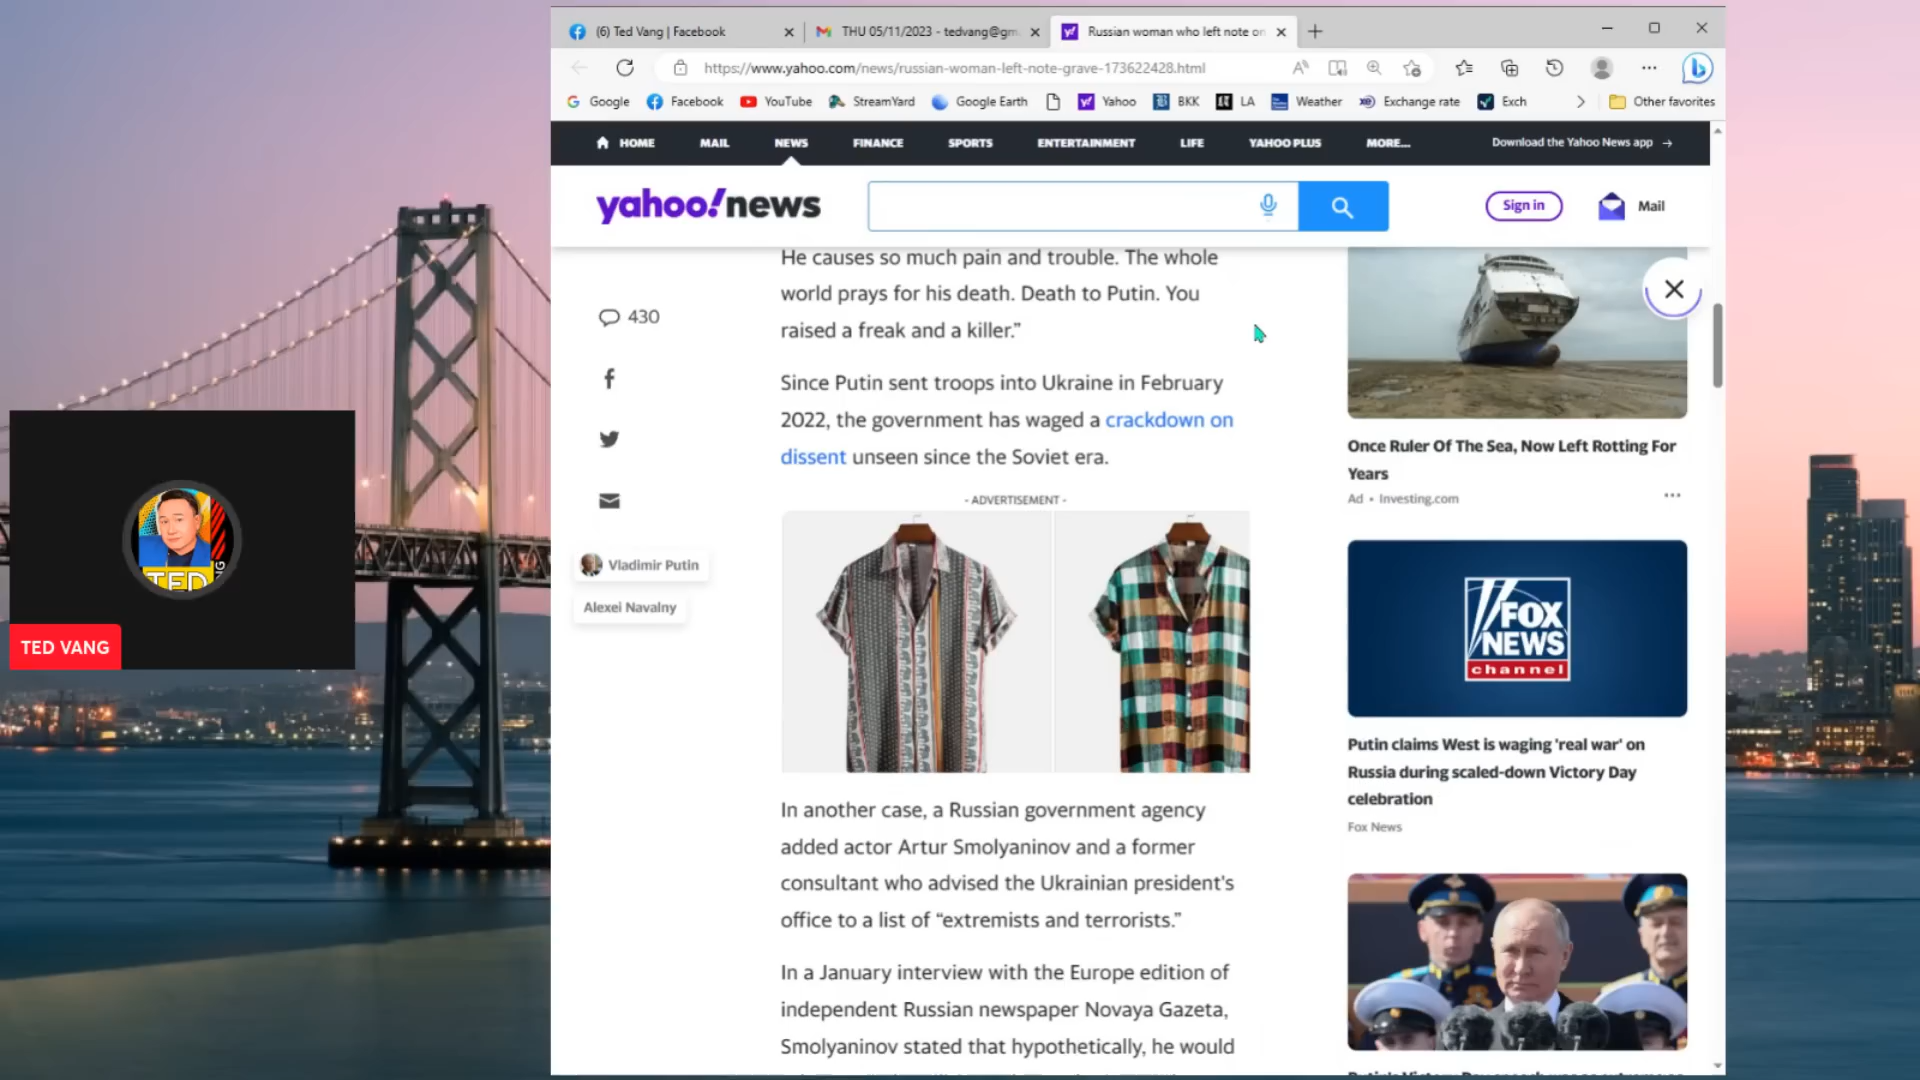 (6) Ted Vang | Facebook
THU 05/11/2023 - tedvang@gm
Russian woman who left note on
https://www.yahoo.com/news/russian-woman-left-note-grave-173622428.html
Google Facebook YouTube StreamYard Google Earth Yahoo BKK LA Weather Exchange rate Exch Other favorites
HOME MAIL NEWS FINANCE SPORTS ENTERTAINMENT LIFE YAHOO PLUS MORE... Download the Yahoo News app →
yahoo!news
Sign in
Mail
He causes so much pain and trouble. The whole
world prays for his death. Death to Putin. You
raised a freak and a killer.”
430
Since Putin sent troops into Ukraine in February
2022, the government has waged a crackdown on
dissent unseen since the Soviet era.
- ADVERTISEMENT -
Vladimir Putin
Alexei Navalny
In another case, a Russian government agency
added actor Artur Smolyaninov and a former
consultant who advised the Ukrainian president's
office to a list of “extremists and terrorists.”
In a January interview with the Europe edition of
independent Russian newspaper Novaya Gazeta,
Smolyaninov stated that hypothetically, he would
Once Ruler Of The Sea, Now Left Rotting For
Years
Ad • Investing.com
FOX
NEWS
channel
Putin claims West is waging 'real war' on
Russia during scaled-down Victory Day
celebration
Fox News
TED
TED VANG